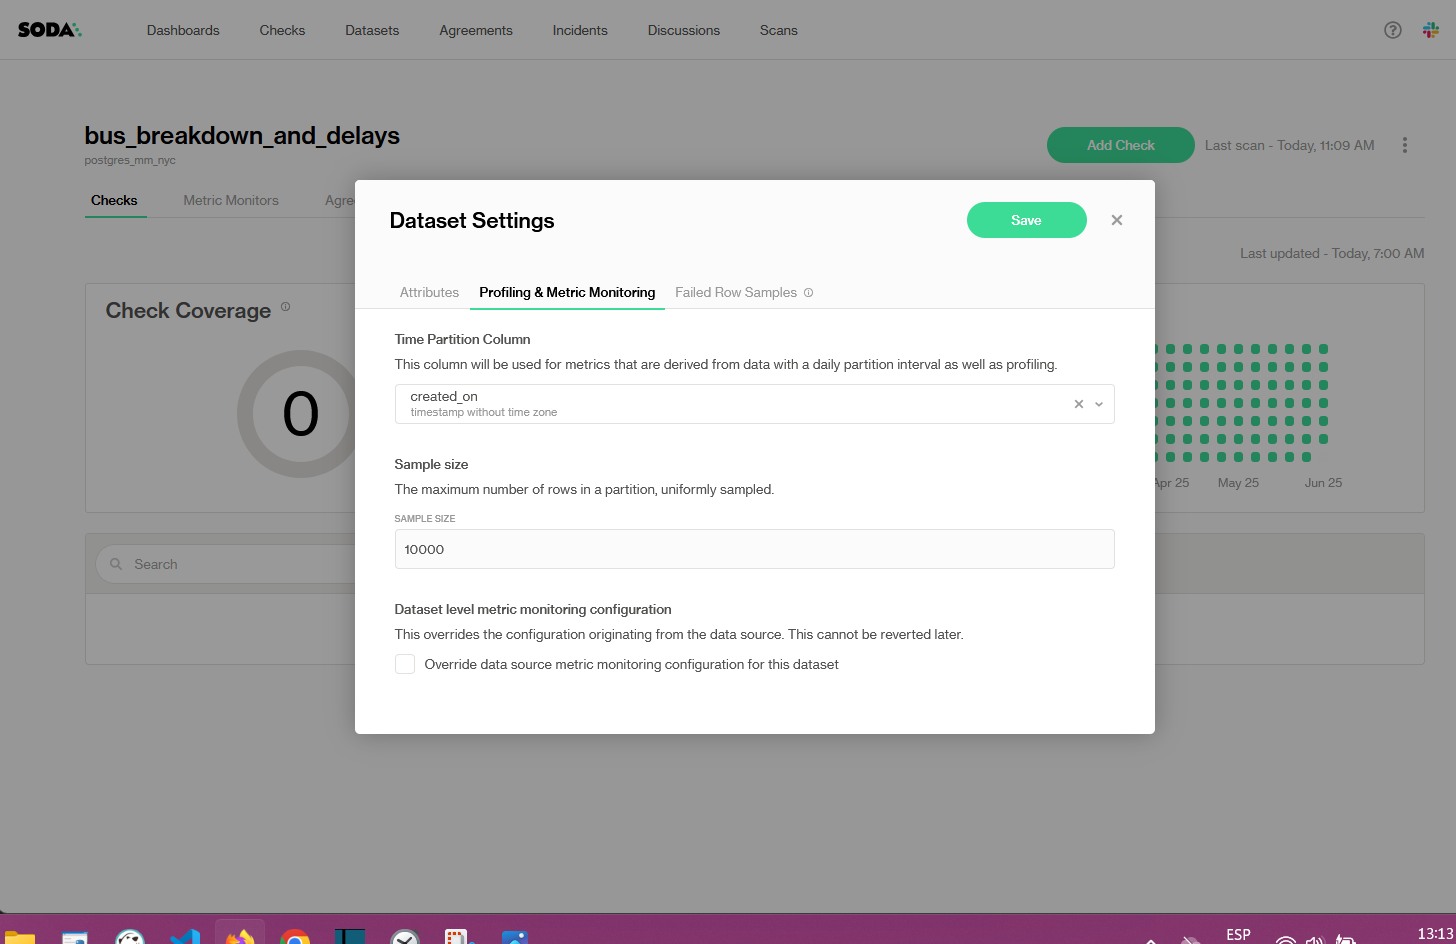 SODA
Dashboards Checks Datasets Agreements Incidents Discussions Scans
bus_breakdown_and_delays
postgres_mm_nyc
Add Check Last scan - Today, 11:09 AM
Checks Metric Monitors Agre
Last updated - Today, 7:00 AM
Check Coverage
0
Apr 25 May 25 Jun 25
Search
Dataset Settings
Save
Attributes Profiling & Metric Monitoring Failed Row Samples
Time Partition Column
This column will be used for metrics that are derived from data with a daily partition interval as well as profiling.
created_on
timestamp without time zone
Sample size
The maximum number of rows in a partition, uniformly sampled.
SAMPLE SIZE
10000
Dataset level metric monitoring configuration
This overrides the configuration originating from the data source. This cannot be reverted later.
Override data source metric monitoring configuration for this dataset
ESP
13:13